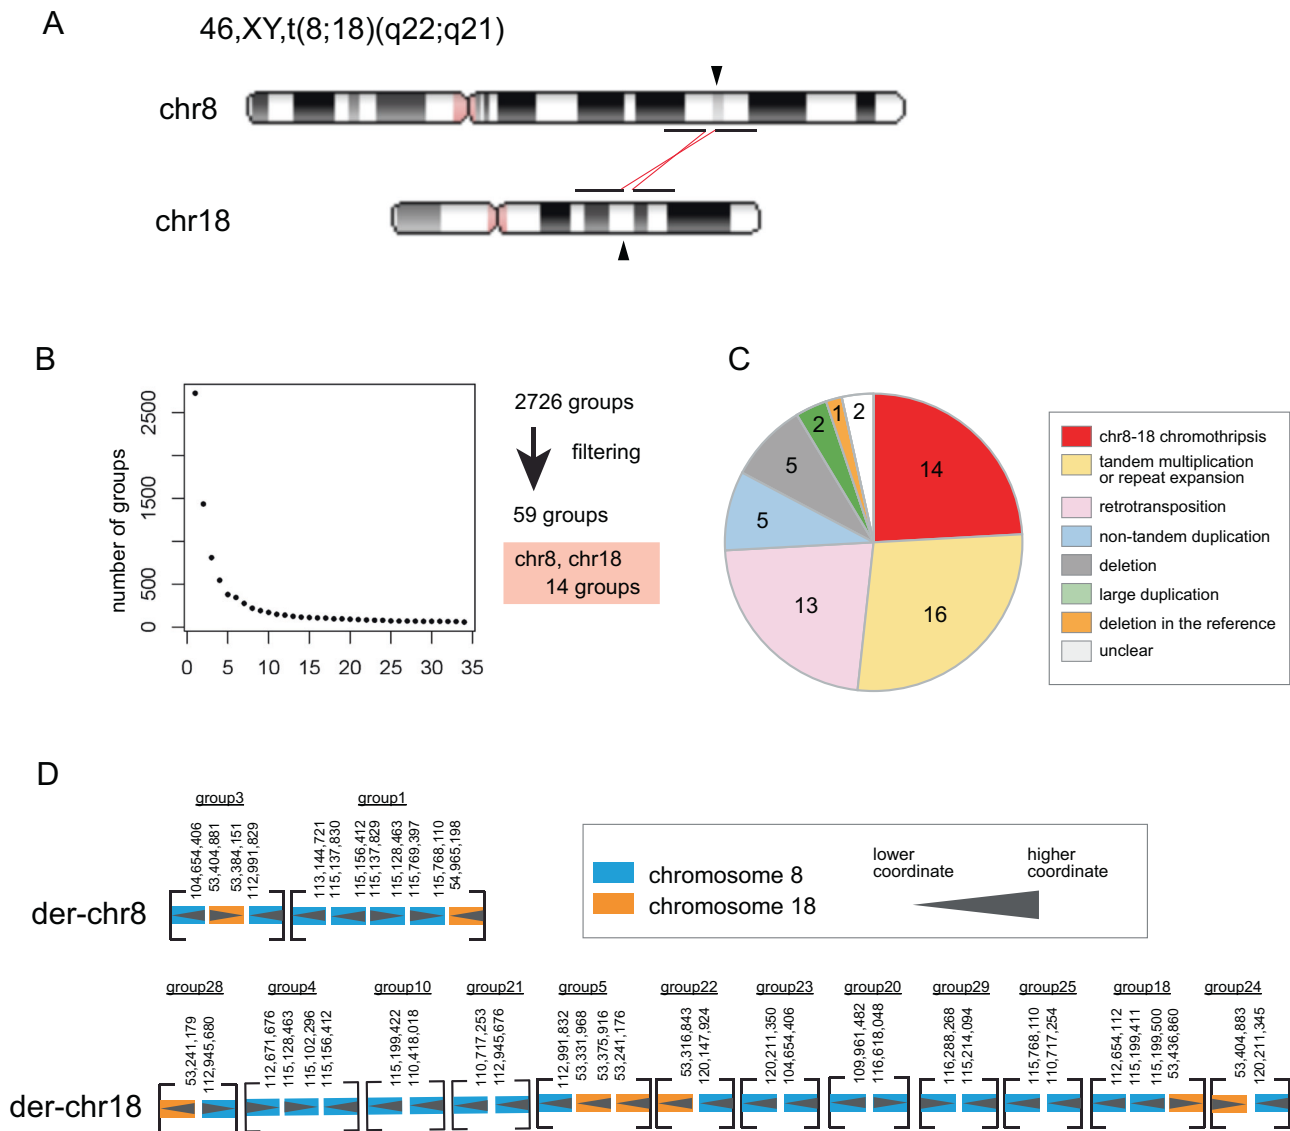 A
46,XY,t(8;18)(q22;q21)
chr8
chr18
B
number of groups
2500
1500
500
0
0 5 10 15 20 25 30 35
2726 groups
filtering
59 groups
chr8, chr18
14 groups
C
14
16
13
5
5
2
1
2
chr8-18 chromothripsis
tandem multiplication
or repeat expansion
retrotransposition
non-tandem duplication
deletion
large duplication
deletion in the reference
unclear
D
group3
group1
104,654,406
53,404,881
53,384,151
112,991,829
113,144,721
115,137,830
115,156,412
115,137,829
115,128,463
115,769,397
115,768,110
54,965,198
der-chr8
chromosome 8
chromosome 18
lower
coordinate
higher
coordinate
group28
group4
group10
group21
group5
group22
group23
group20
group29
group25
group18
group24
53,241,179
112,945,680
112,671,676
115,128,463
115,102,296
115,156,412
115,199,422
110,418,018
110,717,253
112,945,676
112,991,832
53,331,968
53,375,916
53,241,176
53,316,843
120,147,924
120,211,350
104,654,406
109,961,482
116,618,048
116,288,268
115,214,094
115,768,110
110,717,254
112,654,112
115,199,411
115,199,500
53,436,860
53,404,883
120,211,345
der-chr18